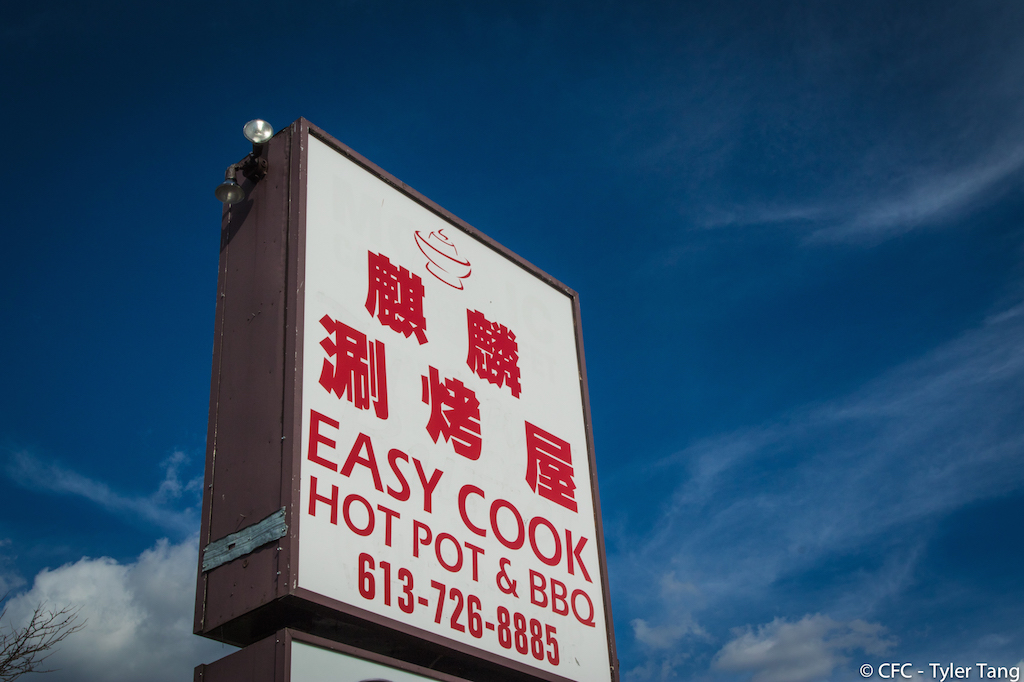 麒麟
涮烤屋
EASY COOK
HOT POT & BBQ
613-726-8885
© CFC - Tyler Tang